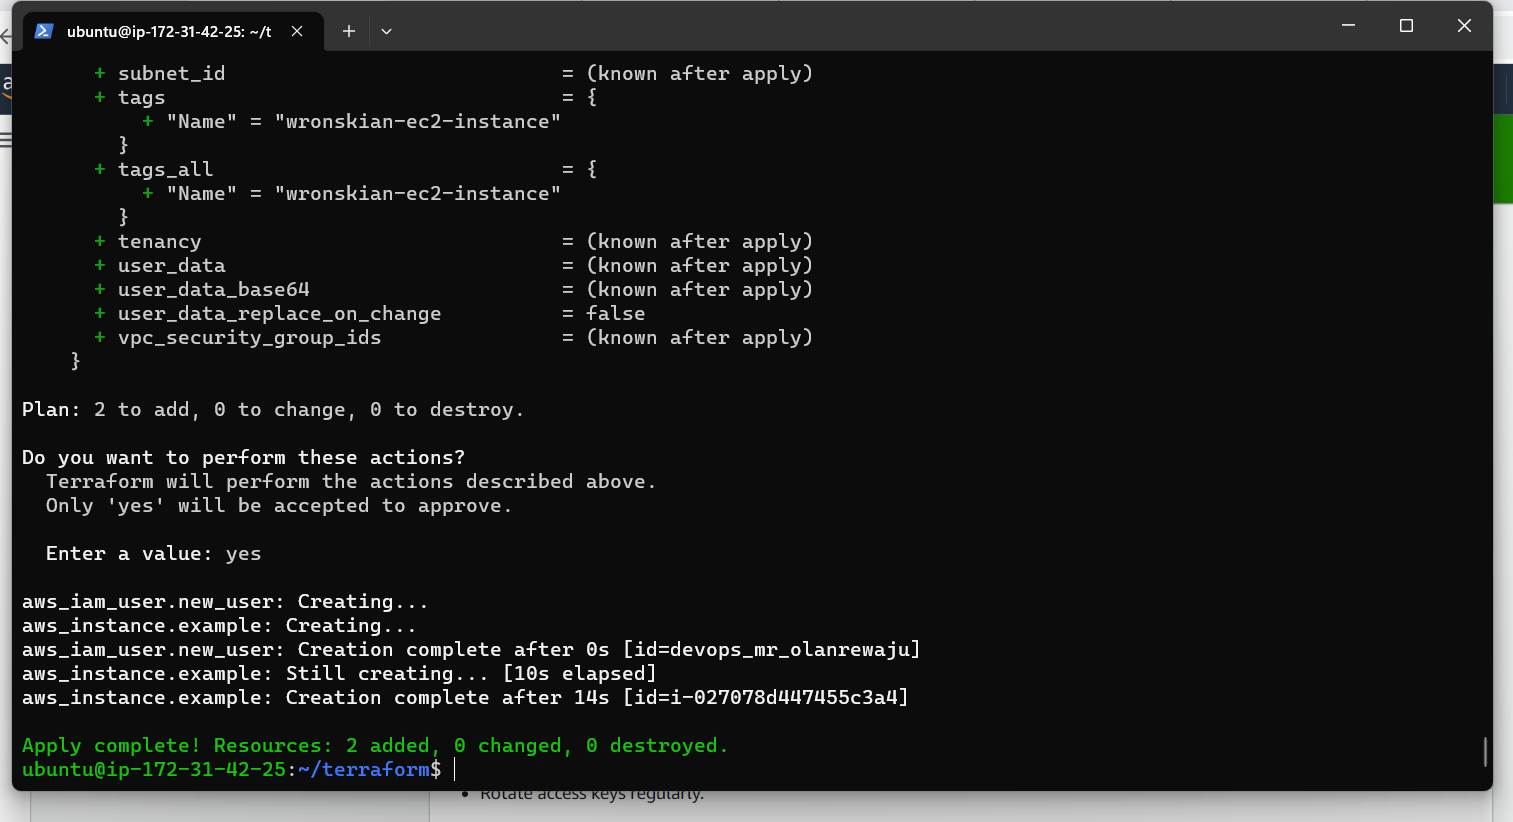 ubuntu@ip-172-31-42-25: ~/t
+ subnet_id = (known after apply)
+ tags = {
+ "Name" = "wronskian-ec2-instance"
}
+ tags_all = {
+ "Name" = "wronskian-ec2-instance"
}
+ tenancy = (known after apply)
+ user_data = (known after apply)
+ user_data_base64 = (known after apply)
+ user_data_replace_on_change = false
+ vpc_security_group_ids = (known after apply)
}
Plan: 2 to add, 0 to change, 0 to destroy.
Do you want to perform these actions?
Terraform will perform the actions described above.
Only 'yes' will be accepted to approve.
Enter a value: yes
aws_iam_user.new_user: Creating...
aws_instance.example: Creating...
aws_iam_user.new_user: Creation complete after 0s [id=devops_mr_olanrewaju]
aws_instance.example: Still creating... [10s elapsed]
aws_instance.example: Creation complete after 14s [id=i-027078d447455c3a4]
Apply complete! Resources: 2 added, 0 changed, 0 destroyed.
ubuntu@ip-172-31-42-25:~/terraform$
• Rotate access keys regularly.